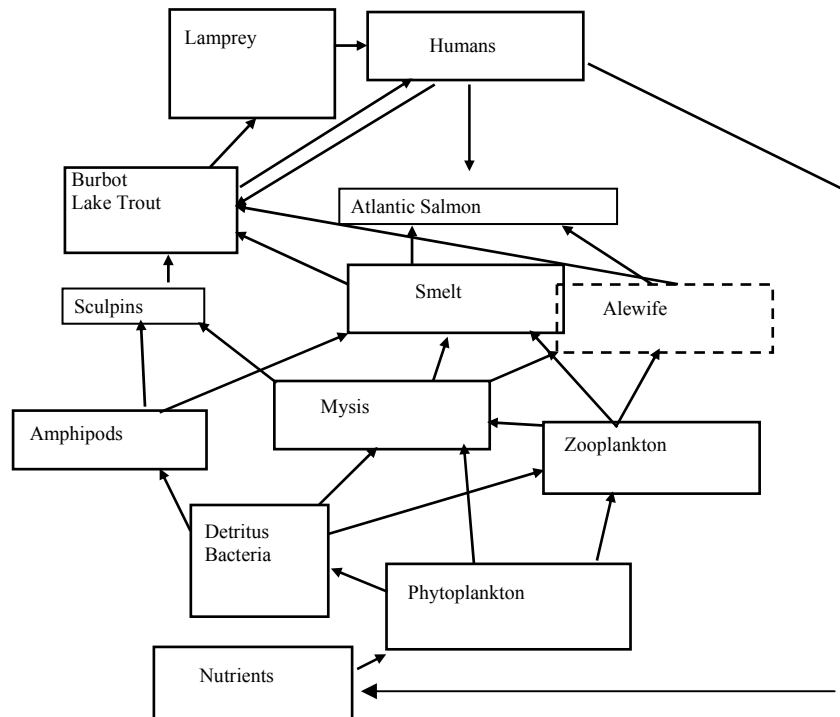 Lamprey
Humans
Burbot
Lake Trout
Atlantic Salmon
Smelt
Alewife
Sculpins
Mysis
Amphipods
Zooplankton
Detritus
Bacteria
Phytoplankton
Nutrients